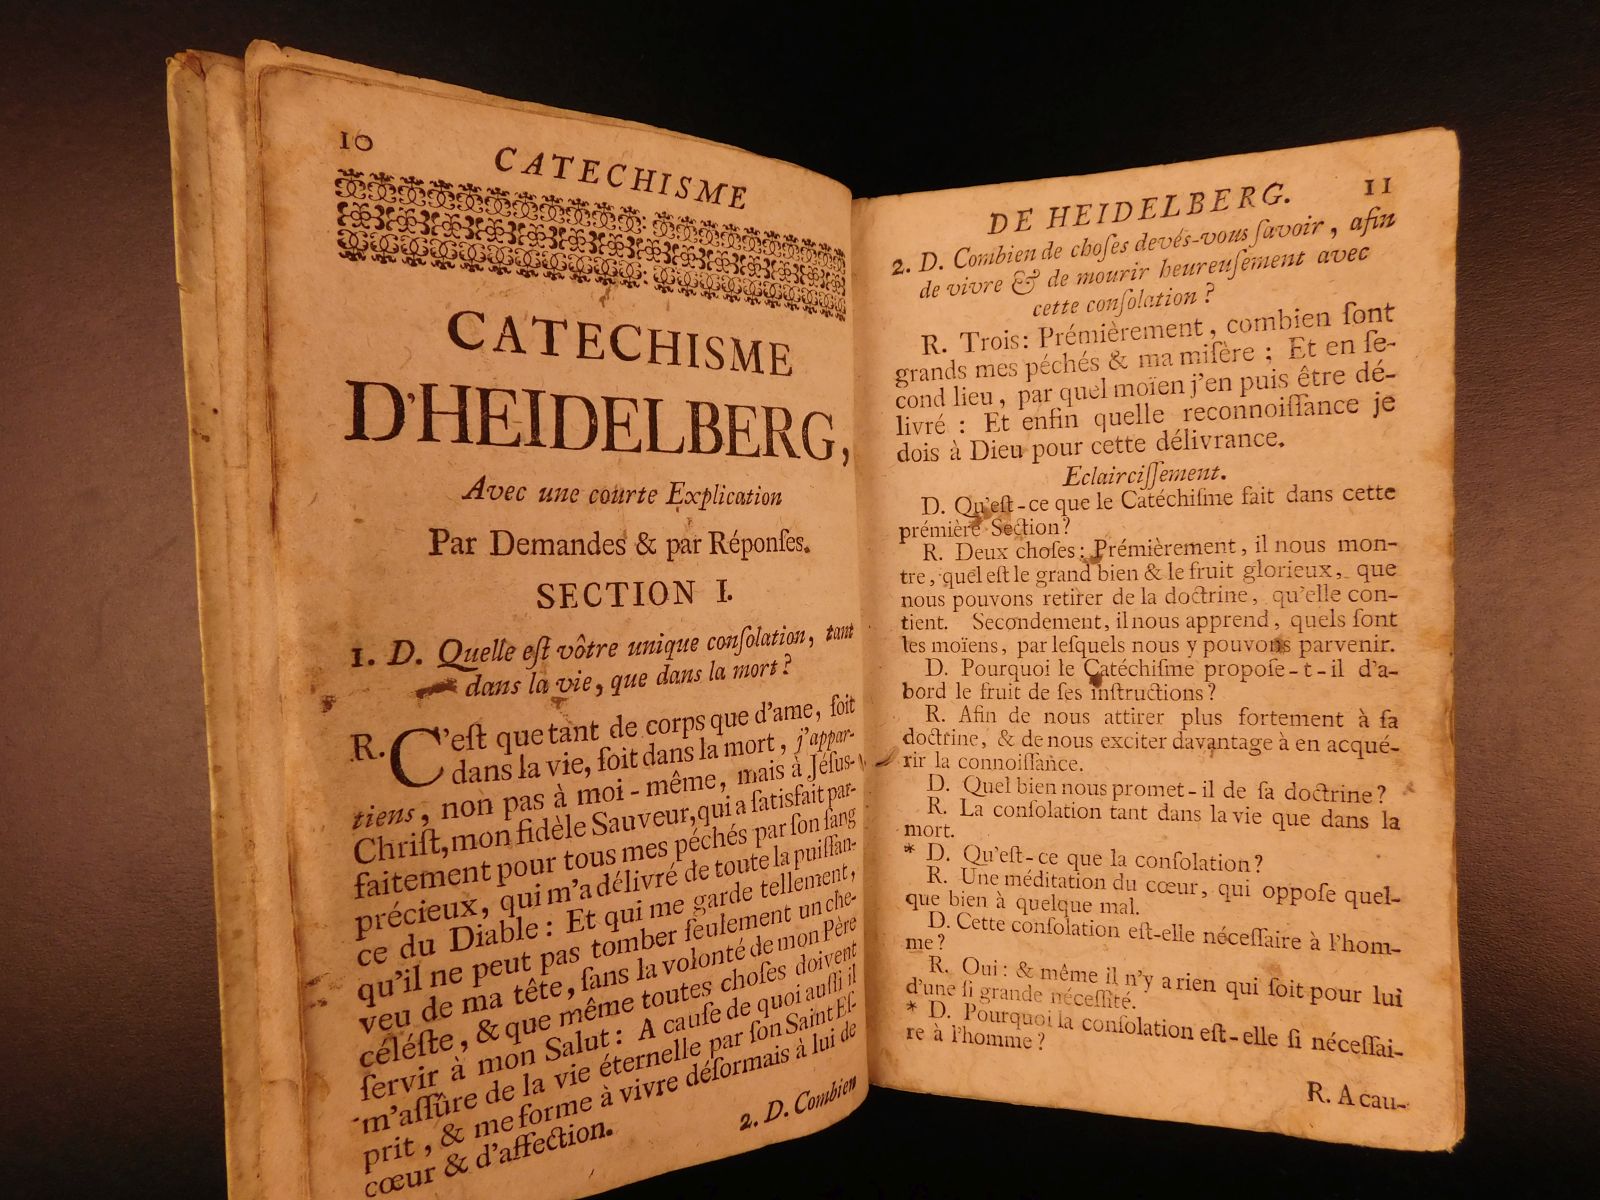 10
CATECHISME
CATECHISME
D'HEIDELBERG,
Avec une courte Explication
Par Demandes & par Réponſes.
SECTION I.
1. D. Quelle eſt vôtre unique conſolation, tant
dans la vie, que dans la mort?
R. C'eſt que tant de corps que d'ame, ſoit
dans la vie, ſoit dans la mort, j'appar-
tiens, non pas à moi-même, mais à Jéſus-
Chriſt, mon fidèle Sauveur, qui a ſatisfait par-
faitement pour tous mes péchés par ſon ſang
précieux, qui m'a délivré de toute la puiſſan-
ce du Diable: Et qui me garde tellement,
qu'il ne peut pas tomber ſeulement un che-
veu de ma tête, ſans la volonté de mon Père
céléſte, & que même toutes choſes doivent
ſervir à mon Salut: A cauſe de quoi auſſi il
m'aſſûre de la vie éternelle par ſon Saint Eſ-
prit, & me forme à vivre déſormais à lui de
cœur & d'affection.
2. D. Combien
DE HEIDELBERG. 11
2. D. Combien de choſes devés-vous ſavoir, afin
de vivre & de mourir heureuſement avec
cette conſolation?
R. Trois: Prémièrement, combien ſont
grands mes péchés & ma miſère; Et en ſe-
cond lieu, par quel moïen j'en puis être dé-
livré: Et enfin quelle reconnoiſſance je
dois à Dieu pour cette délivrance.
Eclairciſſement.
D. Qu'eſt-ce que le Catéchiſme fait dans cette
prémière Section?
R. Deux choſes: Prémièrement, il nous mon-
tre, quel eſt le grand bien & le fruit glorieux, que
nous pouvons retirer de la doctrine, qu'elle con-
tient. Secondement, il nous apprend, quels ſont
les moïens, par leſquels nous y pouvons parvenir.
D. Pourquoi le Catéchiſme propoſe-t-il d'a-
bord le fruit de ſes inſtructions?
R. Afin de nous attirer plus fortement à ſa
doctrine, & de nous exciter davantage à en acqué-
rir la connoiſſance.
D. Quel bien nous promet-il de ſa doctrine?
R. La conſolation tant dans la vie que dans la
mort.
* D. Qu'eſt-ce que la conſolation?
R. Une méditation du cœur, qui oppoſe quel-
que bien à quelque mal.
D. Cette conſolation eſt-elle néceſſaire à l'hom-
me?
R. Oui: & même il n'y a rien qui ſoit pour lui
d'une ſi grande néceſſité.
* D. Pourquoi la conſolation eſt-elle ſi néceſſai-
re à l'homme?
R. A cau-